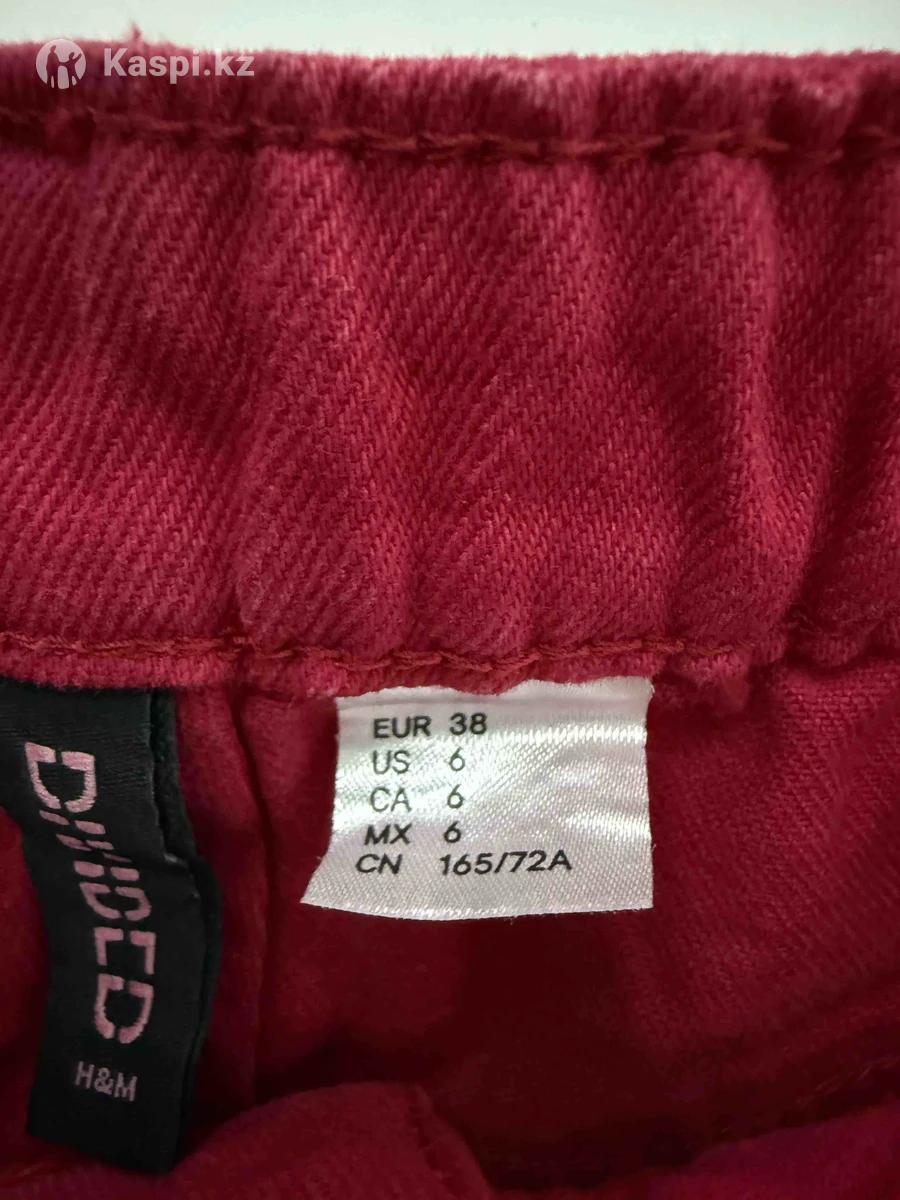 Kaspi.kz
EUR 38
US 6
CA 6
MX 6
CN 165/72A
DIVIDED
H&M